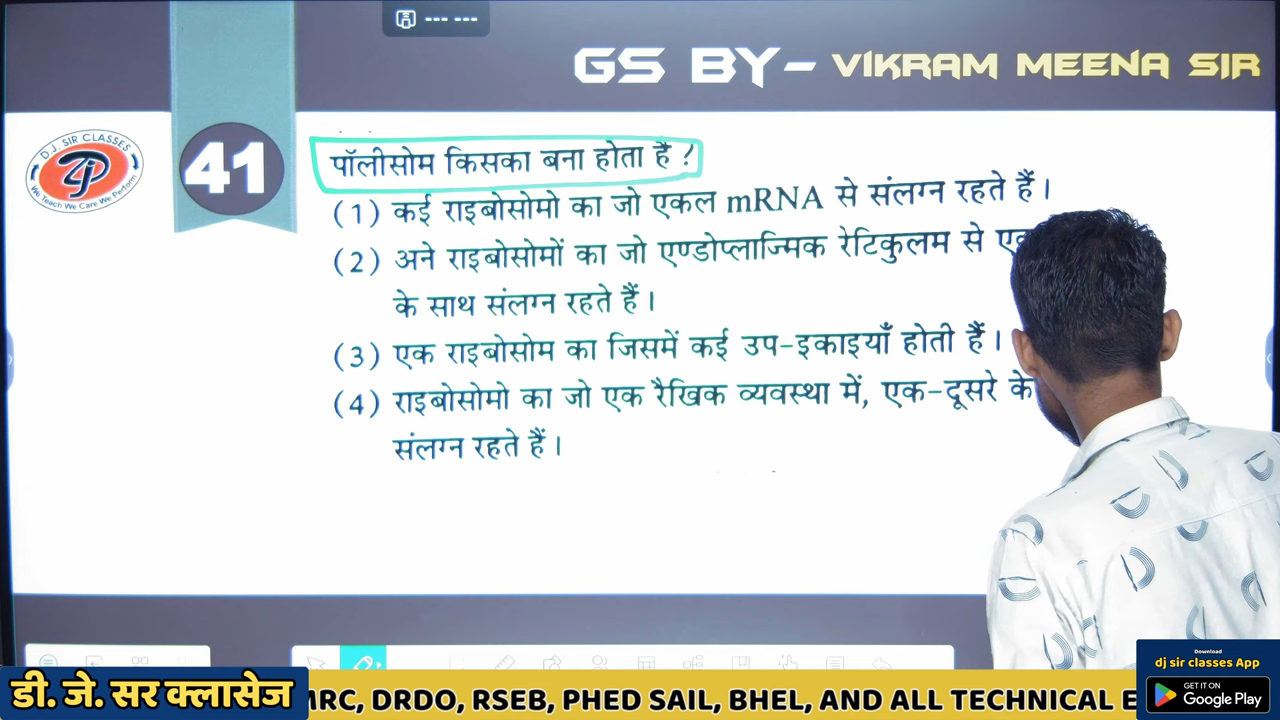 GS BY- VIKRAM MEENA SIR
D.J. SIR CLASSES
We Teach We Care We Perform
41
पॉलीसोम किसका बना होता है ?
(1) कई राइबोसोमो का जो एकल mRNA से संलग्न रहते हैं।
(2) अने राइबोसोमों का जो एण्डोप्लाज्मिक रेटिकुलम से
के साथ संलग्न रहते हैं।
(3) एक राइबोसोम का जिसमें कई उप-इकाइयाँ होती हैं।
(4) राइबोसोमो का जो एक रैखिक व्यवस्था में, एक-दूसरे के
संलग्न रहते हैं।
Download
dj sir classes App
GET IT ON
Google Play
डी. जे. सर क्लासेज
MRC, DRDO, RSEB, PHED SAIL, BHEL, AND ALL TECHNICAL